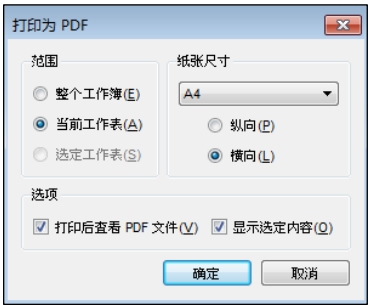 打印为 PDF
范围
整个工作簿(E)
当前工作表(A)
选定工作表(S)
纸张尺寸
A4
纵向(P)
横向(L)
选项
打印后查看 PDF 文件(V)
显示选定内容(O)
确定
取消